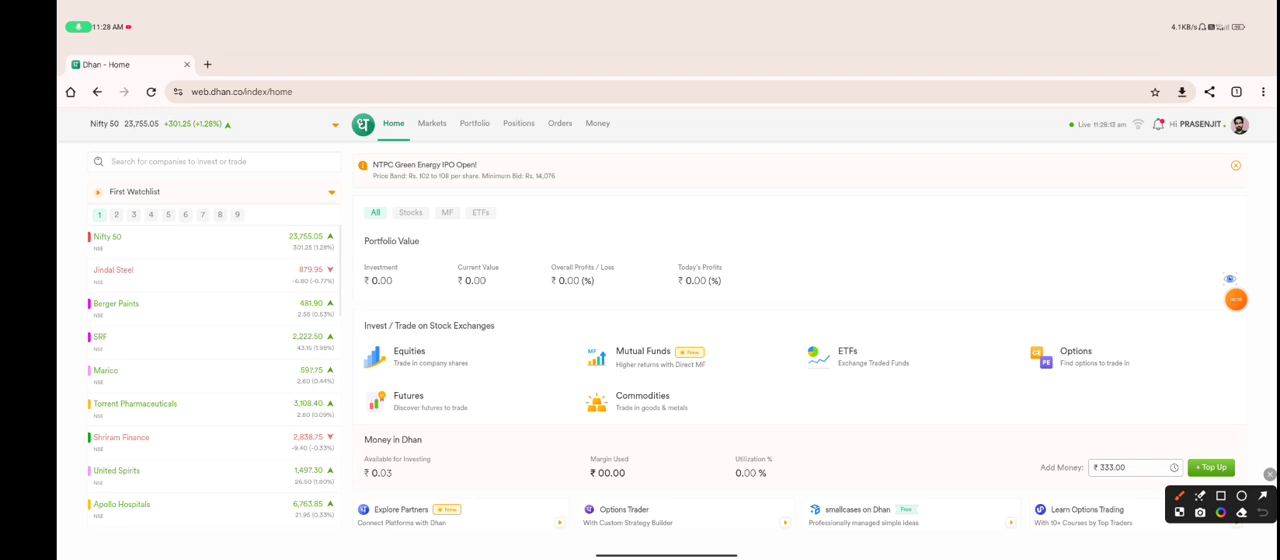 11:28 AM
4.1KB/s
Dhan - Home
web.dhan.co/index/home
Nifty 50 23,755.05 +301.25 (+1.28%)
ध
Home Markets Portfolio Positions Orders Money
Live 11:28:13 am Hi PRASENJIT
Search for companies to invest or trade
First Watchlist
1 2 3 4 5 6 7 8 9
Nifty 50 23,755.05
NSE 301.25 (1.28%)
Jindal Steel 879.95
NSE -6.80 (-0.77%)
Berger Paints 481.90
NSE 2.55 (0.53%)
SRF 2,222.50
NSE 43.15 (1.98%)
Marico 597.75
NSE 2.60 (0.44%)
Torrent Pharmaceuticals 3,108.40
NSE 2.80 (0.09%)
Shriram Finance 2,838.75
NSE -9.40 (-0.33%)
United Spirits 1,497.30
NSE 26.50 (1.80%)
Apollo Hospitals 6,763.85
NSE 21.95 (0.33%)
NTPC Green Energy IPO Open!
Price Band: Rs. 102 to 108 per share. Minimum Bid: Rs. 14,076
All Stocks MF ETFs
Portfolio Value
Investment Current Value Overall Profits / Loss Today's Profits
₹ 0.00 ₹ 0.00 ₹ 0.00 (%) ₹ 0.00 (%)
Invest / Trade on Stock Exchanges
Equities
Trade in company shares
MF
Mutual Funds New
Higher returns with Direct MF
ETFs
Exchange Traded Funds
CE PE
Options
Find options to trade in
Futures
Discover futures to trade
Commodities
Trade in goods & metals
Money in Dhan
Available for Investing Margin Used Utilization %
₹ 0.03 ₹ 00.00 0.00 %
Add Money: ₹ 333.00 + Top Up
Explore Partners New
Connect Platforms with Dhan
Options Trader
With Custom Strategy Builder
smallcases on Dhan Free
Professionally managed simple ideas
Learn Options Trading
With 10+ Courses by Top Traders